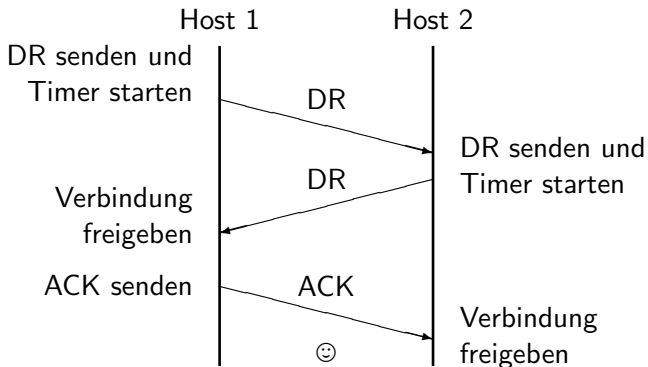 Host 1
Host 2
DR senden und
Timer starten
DR
DR senden und
Timer starten
DR
Verbindung
freigeben
ACK senden
ACK
Verbindung
freigeben
☺